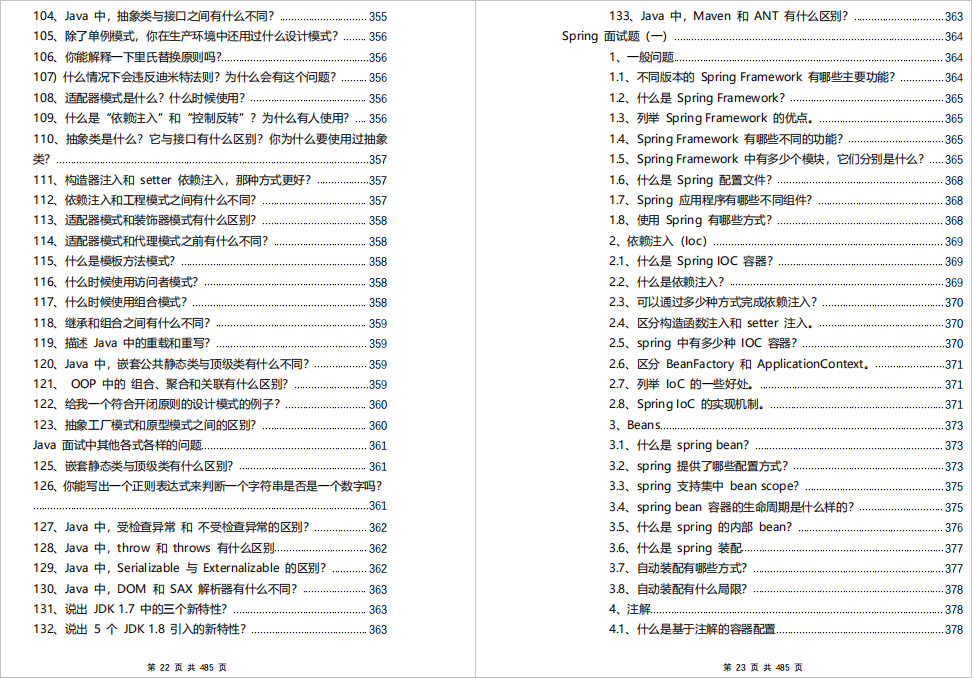 104、Java 中，抽象类与接口之间有什么不同？ 355
105、除了单例模式，你在生产环境中还用过什么设计模式？ 356
106、你能解释一下里氏替换原则吗? 356
107) 什么情况下会违反迪米特法则？为什么会有这个问题？ 356
108、适配器模式是什么？什么时候使用？ 356
109、什么是“依赖注入”和“控制反转”？为什么有人使用？ 356
110、抽象类是什么？它与接口有什么区别？你为什么要使用过抽象
类？ 357
111、构造器注入和 setter 依赖注入，那种方式更好？ 357
112、依赖注入和工程模式之间有什么不同？ 357
113、适配器模式和装饰器模式有什么区别？ 358
114、适配器模式和代理模式之前有什么不同？ 358
115、什么是模板方法模式？ 358
116、什么时候使用访问者模式？ 358
117、什么时候使用组合模式？ 358
118、继承和组合之间有什么不同？ 359
119、描述 Java 中的重载和重写？ 359
120、Java 中，嵌套公共静态类与顶级类有什么不同？ 359
121、 OOP 中的 组合、聚合和关联有什么区别？ 359
122、给我一个符合开闭原则的设计模式的例子？ 360
123、抽象工厂模式和原型模式之间的区别？ 360
Java 面试中其他各式各样的问题 361
125、嵌套静态类与顶级类有什么区别？ 361
126、你能写出一个正则表达式来判断一个字符串是否是一个数字吗？
361
127、Java 中，受检查异常 和 不受检查异常的区别？ 362
128、Java 中，throw 和 throws 有什么区别 362
129、Java 中，Serializable 与 Externalizable 的区别？ 362
130、Java 中，DOM 和 SAX 解析器有什么不同？ 363
131、说出 JDK 1.7 中的三个新特性？ 363
132、说出 5 个 JDK 1.8 引入的新特性？ 363
第 22 页 共 485 页
133、Java 中，Maven 和 ANT 有什么区别？ 363
Spring 面试题（一） 364
1、一般问题 364
1.1、不同版本的 Spring Framework 有哪些主要功能？ 364
1.2、什么是 Spring Framework？ 365
1.3、列举 Spring Framework 的优点。 365
1.4、Spring Framework 有哪些不同的功能？ 365
1.5、Spring Framework 中有多少个模块，它们分别是什么？ 365
1.6、什么是 Spring 配置文件？ 368
1.7、Spring 应用程序有哪些不同组件？ 368
1.8、使用 Spring 有哪些方式？ 368
2、依赖注入（Ioc） 369
2.1、什么是 Spring IOC 容器？ 369
2.2、什么是依赖注入？ 369
2.3、可以通过多少种方式完成依赖注入？ 370
2.4、区分构造函数注入和 setter 注入。 370
2.5、spring 中有多少种 IOC 容器？ 370
2.6、区分 BeanFactory 和 ApplicationContext。 371
2.7、列举 IoC 的一些好处。 371
2.8、Spring IoC 的实现机制。 371
3、Beans 373
3.1、什么是 spring bean？ 373
3.2、spring 提供了哪些配置方式？ 373
3.3、spring 支持集中 bean scope？ 375
3.4、spring bean 容器的生命周期是什么样的？ 375
3.5、什么是 spring 的内部 bean？ 376
3.6、什么是 spring 装配 377
3.7、自动装配有哪些方式？ 377
3.8、自动装配有什么局限？ 378
4、注解 378
4.1、什么是基于注解的容器配置 378
第 23 页 共 485 页